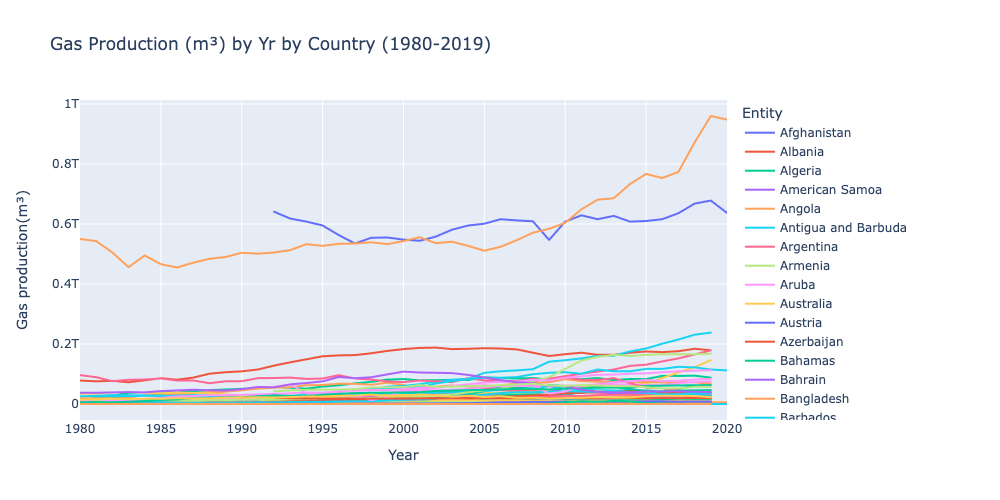 Gas Production (m³) by Yr by Country (1980-2019)
1T
0.8T
0.6T
0.4T
0.2T
0
Gas production(m³)
1980
1985
1990
1995
2000
2005
2010
2015
2020
Year
Entity
Afghanistan
Albania
Algeria
American Samoa
Angola
Antigua and Barbuda
Argentina
Armenia
Aruba
Australia
Austria
Azerbaijan
Bahamas
Bahrain
Bangladesh
Barbados